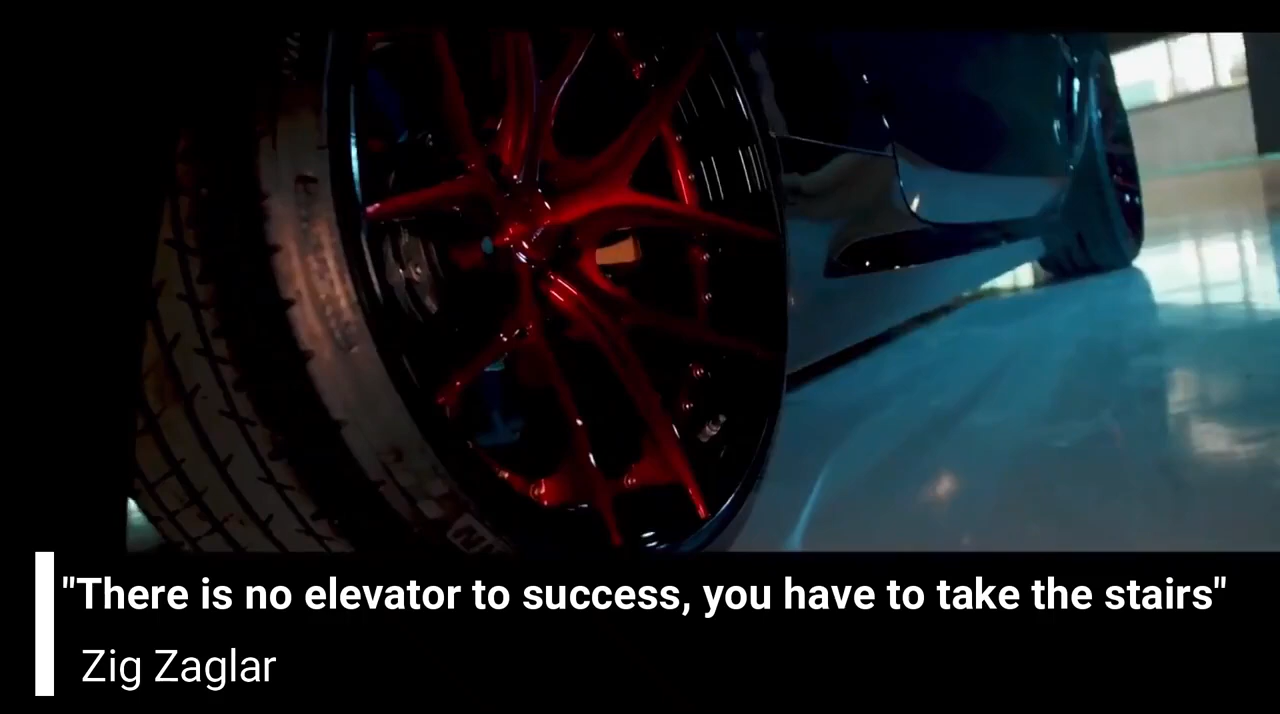 "There is no elevator to success, you have to take the stairs"
Zig Zaglar